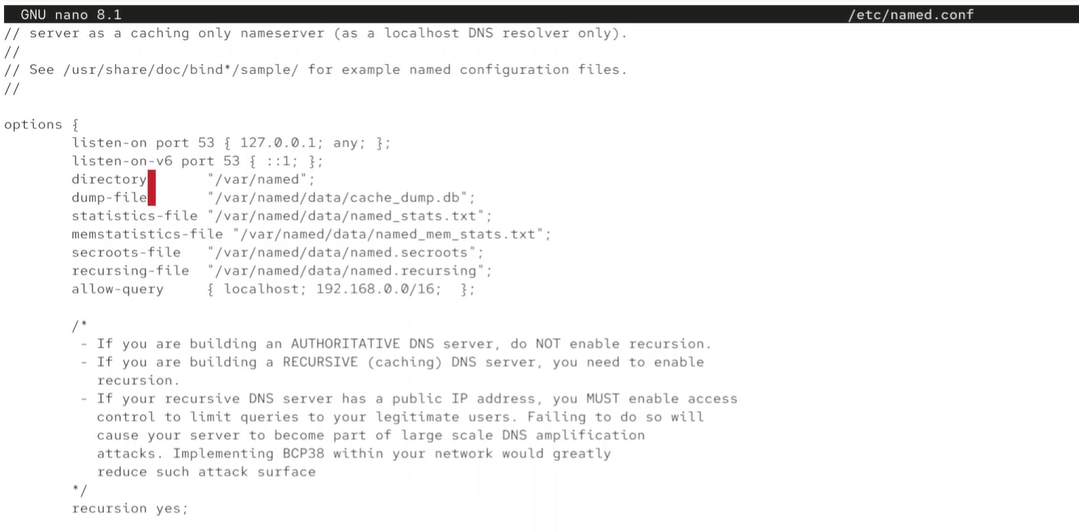 GNU nano 8.1 /etc/named.conf
// server as a caching only nameserver (as a localhost DNS resolver only).
//
// See /usr/share/doc/bind*/sample/ for example named configuration files.
//
options {
listen-on port 53 { 127.0.0.1; any; };
listen-on-v6 port 53 { ::1; };
directory "/var/named";
dump-file "/var/named/data/cache_dump.db";
statistics-file "/var/named/data/named_stats.txt";
memstatistics-file "/var/named/data/named_mem_stats.txt";
secroots-file "/var/named/data/named.secroots";
recursing-file "/var/named/data/named.recursing";
allow-query { localhost; 192.168.0.0/16; };
/*
- If you are building an AUTHORITATIVE DNS server, do NOT enable recursion.
- If you are building a RECURSIVE (caching) DNS server, you need to enable
recursion.
- If your recursive DNS server has a public IP address, you MUST enable access
control to limit queries to your legitimate users. Failing to do so will
cause your server to become part of large scale DNS amplification
attacks. Implementing BCP38 within your network would greatly
reduce such attack surface
*/
recursion yes;